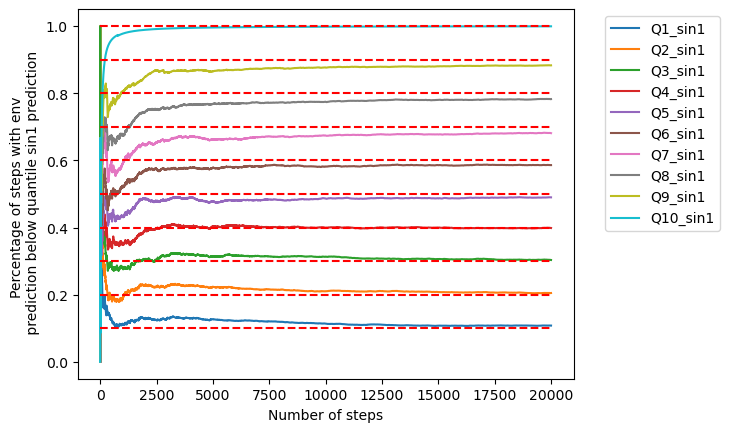 Percentage of steps with env
prediction below quantile sin1 prediction
1.0
0.8
0.6
0.4
0.2
0.0
0
2500
5000
7500
10000
12500
15000
17500
20000
Number of steps
Q1_sin1
Q2_sin1
Q3_sin1
Q4_sin1
Q5_sin1
Q6_sin1
Q7_sin1
Q8_sin1
Q9_sin1
Q10_sin1